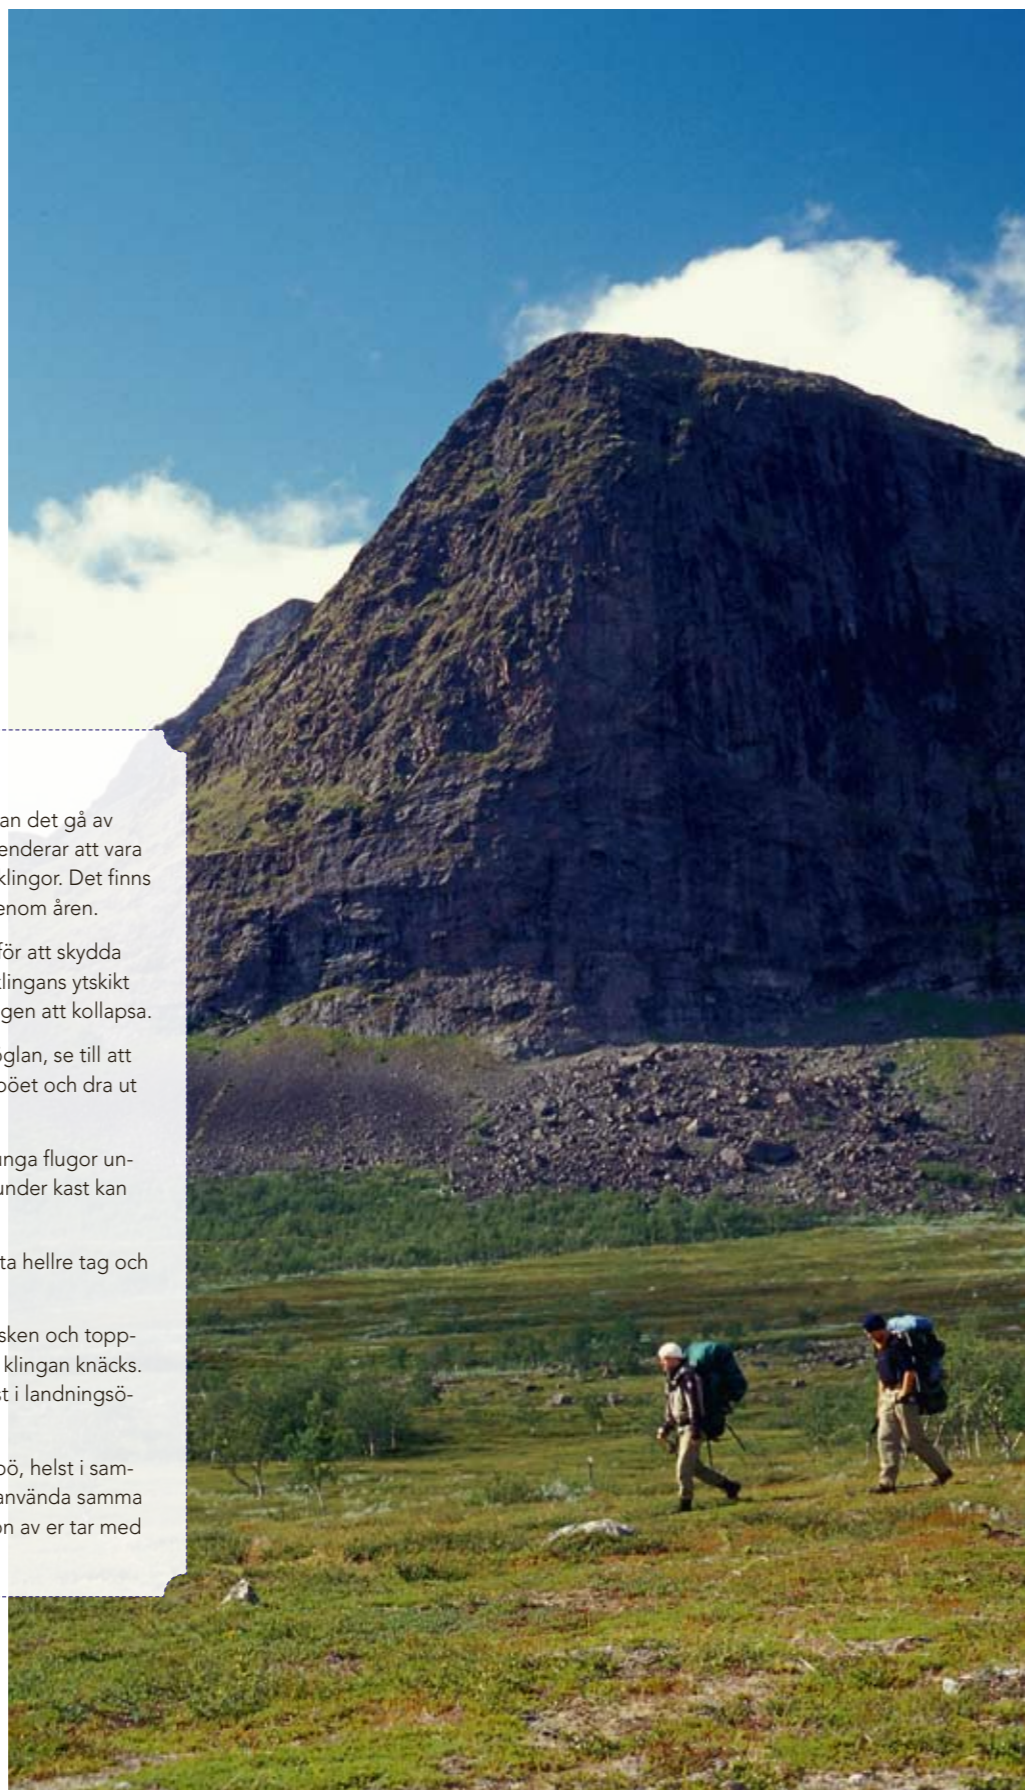 an det gå av
enderar att vara
klingor. Det finns
enom åren.
för att skydda
klingans ytskikt
gen att kollapsa.
glan, se till att
pöet och dra ut
nga flugor un-
under kast kan
ta hellre tag och
sken och topp-
klingan knäcks.
st i landningsö-
pö, helst i sam-
använda samma
on av er tar med